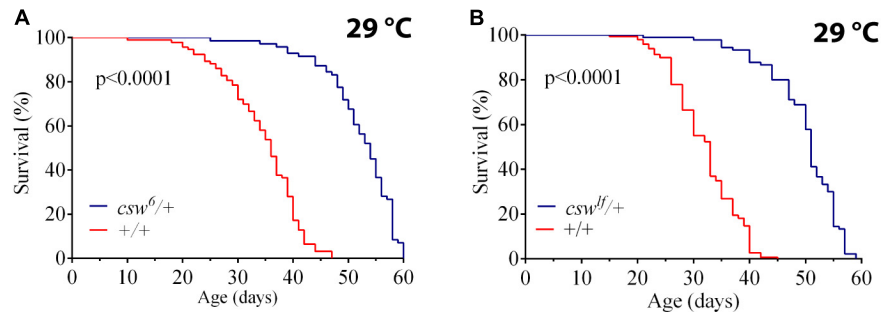 A
29 °C
Survival (%)
100
80
60
40
20
0
p<0.0001
csw⁶/+
+/+
0 10 20 30 40 50 60
Age (days)
B
29 °C
Survival (%)
100
80
60
40
20
0
p<0.0001
csw^lf/+
+/+
0 10 20 30 40 50 60
Age (days)